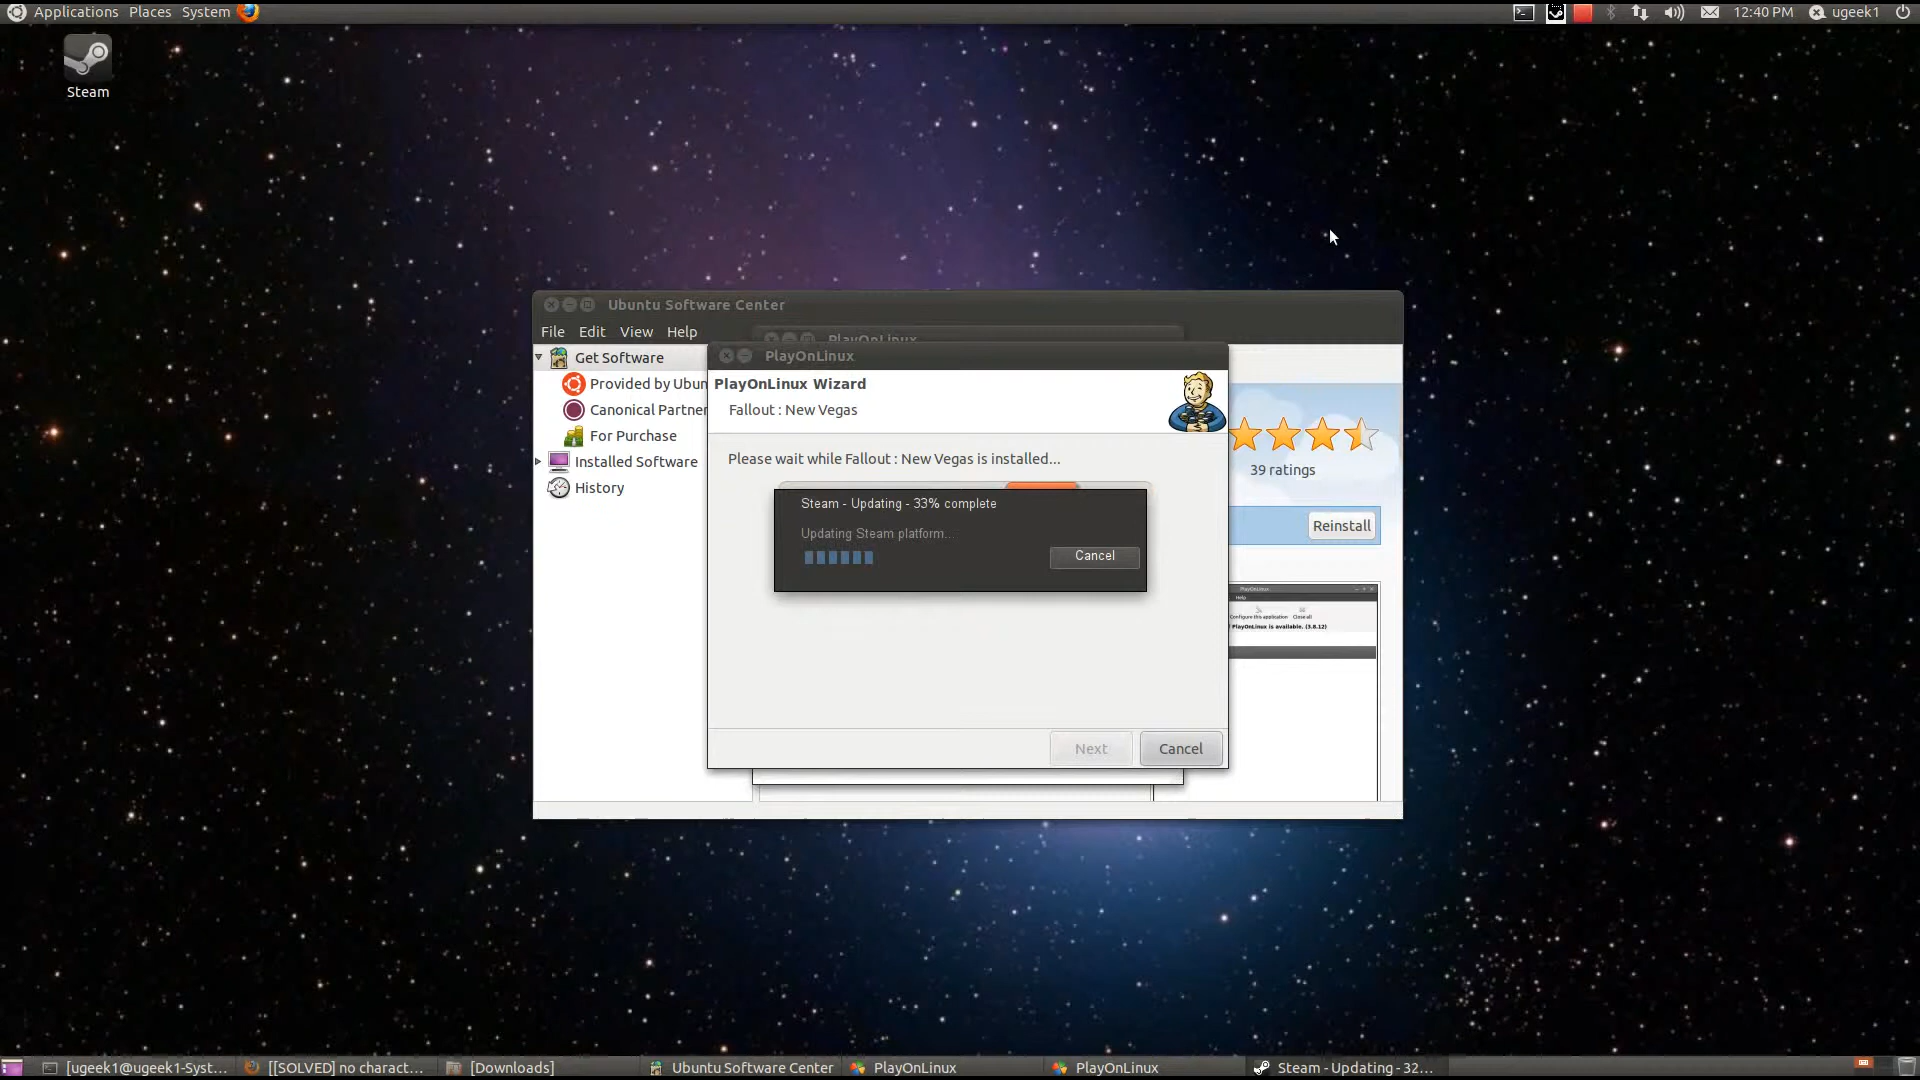 Applications Places System
12:40 PM ugeek1
Steam
Ubuntu Software Center
File Edit View Help
PlayOnLinux
PlayOnLinux
Get Software
Provided by Ubun
Canonical Partner
For Purchase
Installed Software
History
PlayOnLinux Wizard
Fallout : New Vegas
Please wait while Fallout : New Vegas is installed...
Steam - Updating - 33% complete
Updating Steam platform...
Cancel
Next
Cancel
39 ratings
Reinstall
PlayOnLinux
Help
Configure this application Close all
PlayOnLinux is available. (3.8.12)
[ugeek1@ugeek1-Syst... [[SOLVED] no charact... [Downloads] Ubuntu Software Center PlayOnLinux PlayOnLinux Steam - Updating - 32...